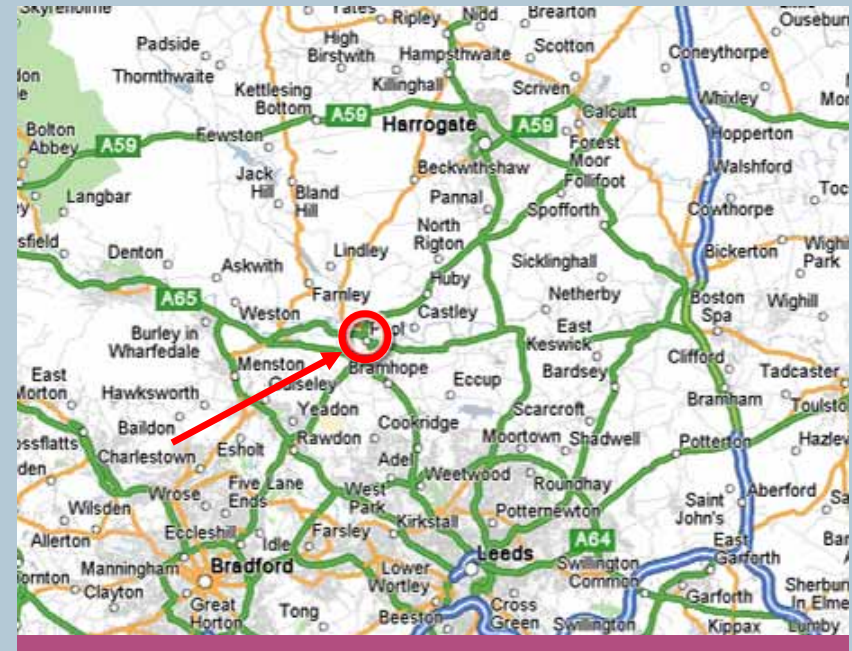 Ripley
Nidd
Brearton
Padside
High
Birstwith
Hampsthwaite
Scotton
Coneythorpe
Thornthwaite
Killinghall
Kettlesing
Bottom
Scriven
Whixley
A59
Harrogate
A59
Calcutt
Bolton
Abbey
A59
Fewston
Hopperton
Forest
Moor
Beckwithshaw
Follifoot
Walshford
Jack
Hill
Bland
Hill
Langbar
Pannal
Spofforth
Cowthorpe
North
Rigton
Denton
Lindley
Sicklinghall
Bickerton
Askwith
Huby
Farnley
Netherby
Boston
Spa
Wighill
A65
Weston
Castley
Burley in
Wharfedale
East
Keswick
Clifford
Menston
Bramhope
Tadcaster
East
Morton
Hawksworth
Guiseley
Eccup
Bardsey
Bramham
Yeadon
Scarcroft
Baildon
Cookridge
Charlestown
Esholt
Rawdon
Moortown
Shadwell
Potterton
Adel
Wrose
Five Lane
Ends
West
Park
Weetwood
Roundhay
Aberford
Wilsden
Saint
John's
Potternewton
Eccleshill
Idle
Farsley
Kirkstall
Allerton
A64
East
Garforth
Manningham
Bradford
Leeds
Lower
Wortley
Swillington
Common
Clayton
Garforth
Great
Horton
Tong
Beeston
Cross
Green
Swillington
Kippax
Lumby